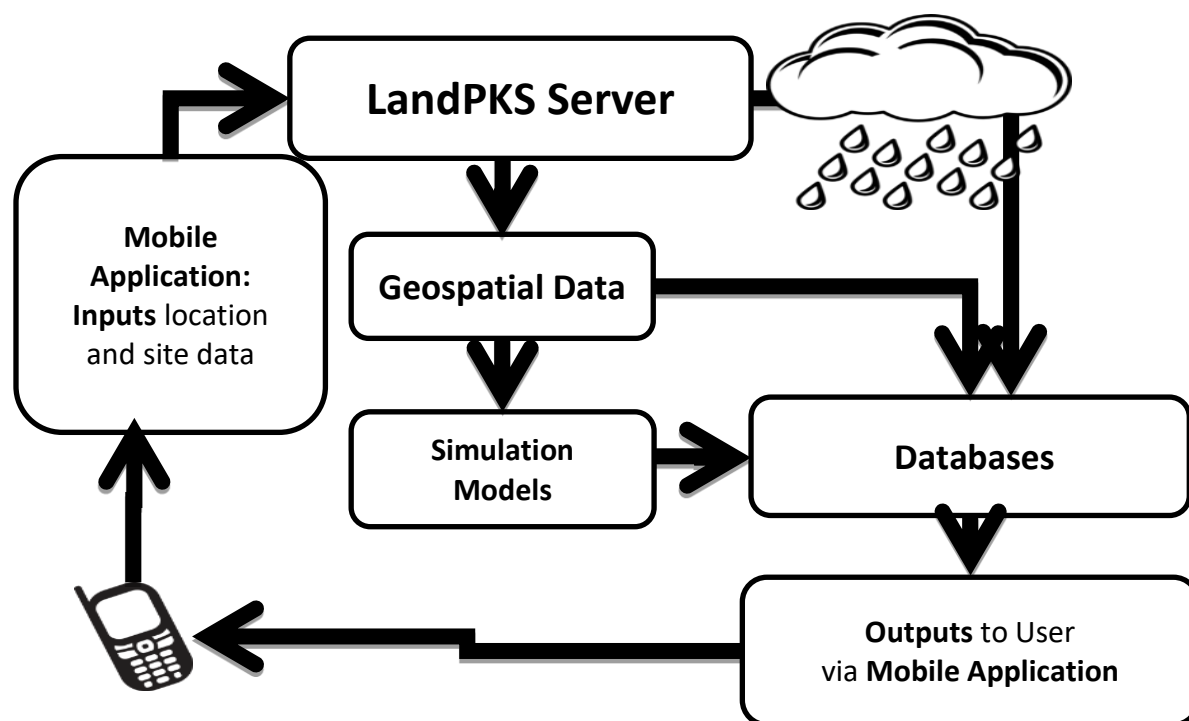 LandPKS Server
Mobile
Application:
Inputs location
and site data
Geospatial Data
Simulation
Models
Databases
Outputs to User
via Mobile Application